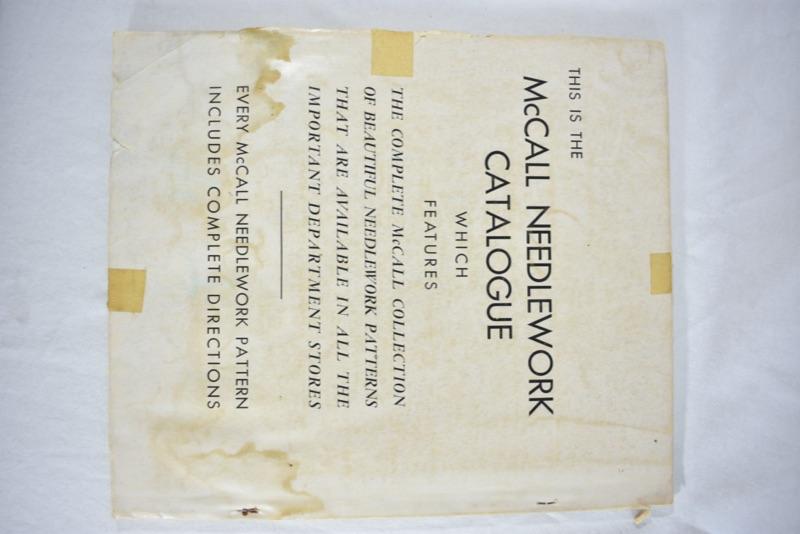 THIS IS THE
McCALL NEEDLEWORK
CATALOGUE
WHICH
FEATURES
THE COMPLETE McCALL COLLECTION
OF BEAUTIFUL NEEDLEWORK PATTERNS
THAT ARE AVAILABLE IN ALL THE
IMPORTANT DEPARTMENT STORES
EVERY McCALL NEEDLEWORK PATTERN
INCLUDES COMPLETE DIRECTIONS